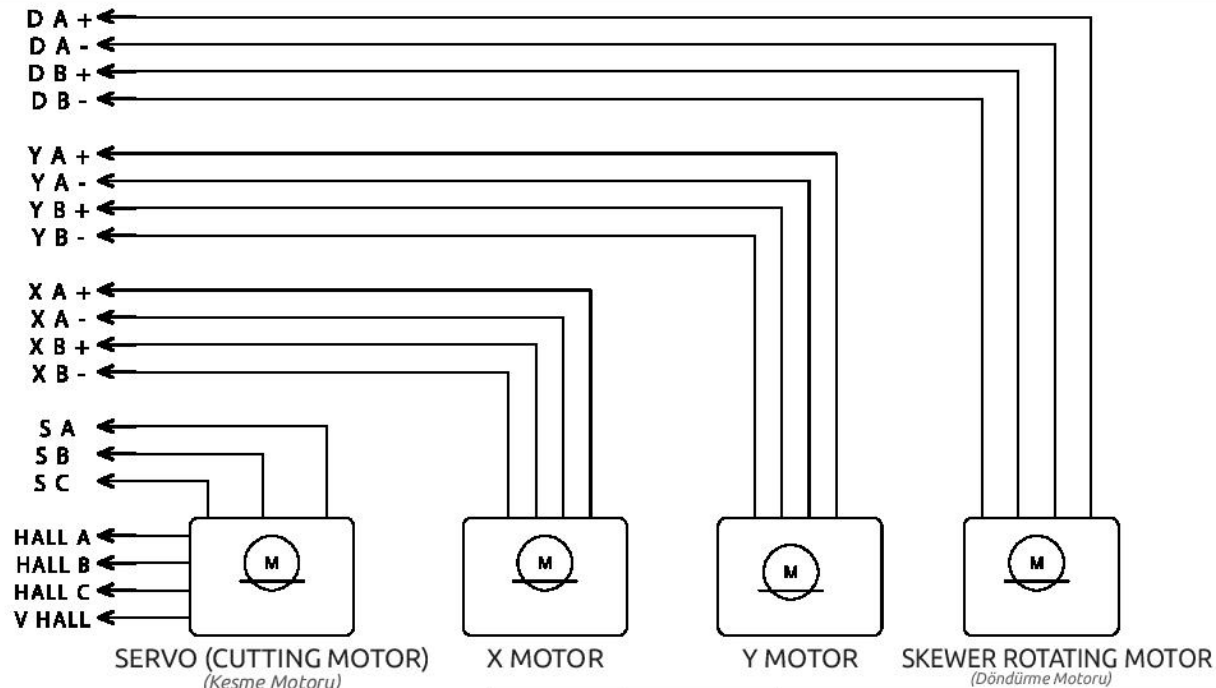 D A +
D A -
D B +
D B -
Y A +
Y A -
Y B +
Y B -
X A +
X A -
X B +
X B -
S A
S B
S C
HALL A
HALL B
HALL C
V HALL
M
M
M
M
SERVO (CUTTING MOTOR)
(Kesme Motoru)
X MOTOR
Y MOTOR
SKEWER ROTATING MOTOR
(Döndürme Motoru)